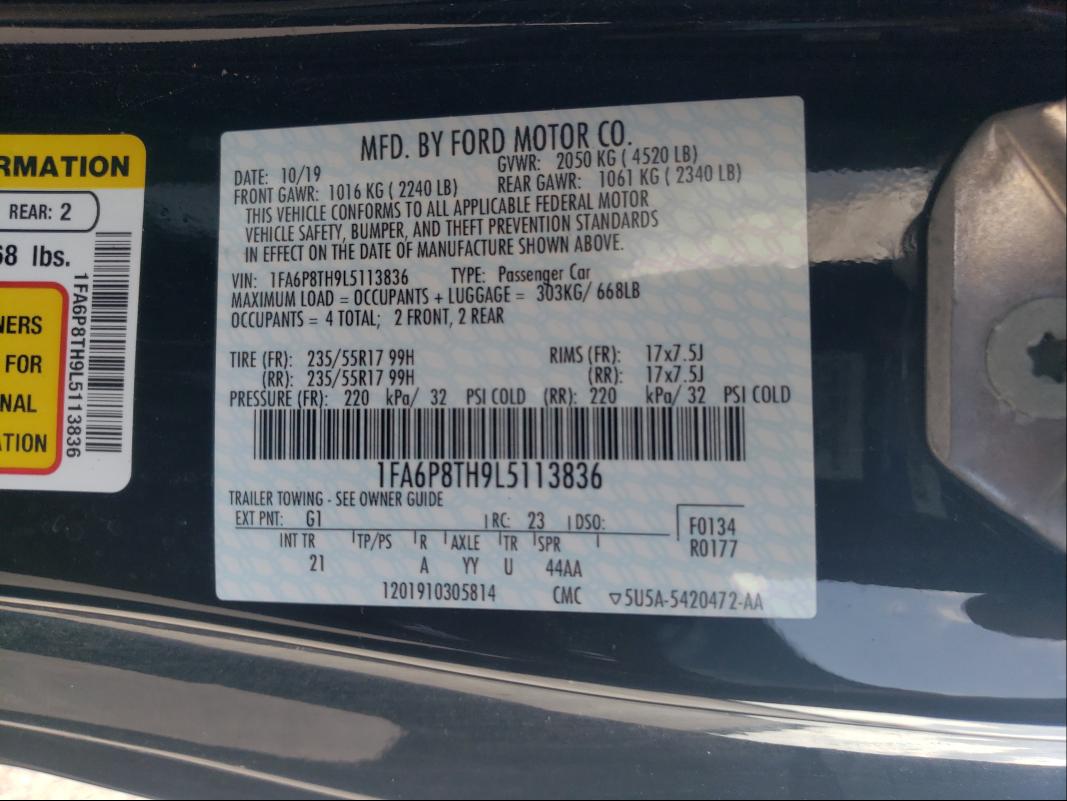 RMATION
REAR: 2
68 lbs.
NERS
FOR
NAL
ATION
1FA6P8TH9L5113836
MFD. BY FORD MOTOR CO.
DATE: 10/19 GVWR: 2050 KG ( 4520 LB)
FRONT GAWR: 1016 KG ( 2240 LB) REAR GAWR: 1061 KG ( 2340 LB)
THIS VEHICLE CONFORMS TO ALL APPLICABLE FEDERAL MOTOR
VEHICLE SAFETY, BUMPER, AND THEFT PREVENTION STANDARDS
IN EFFECT ON THE DATE OF MANUFACTURE SHOWN ABOVE.
VIN: 1FA6P8TH9L5113836 TYPE: Passenger Car
MAXIMUM LOAD = OCCUPANTS + LUGGAGE = 303KG/ 668LB
OCCUPANTS = 4 TOTAL; 2 FRONT, 2 REAR
TIRE (FR): 235/55R17 99H RIMS (FR): 17x7.5J
(RR): 235/55R17 99H (RR): 17x7.5J
PRESSURE (FR): 220 kPa/ 32 PSI COLD (RR): 220 kPa/ 32 PSI COLD
1FA6P8TH9L5113836
TRAILER TOWING - SEE OWNER GUIDE
EXT PNT: G1 RC: 23 DSO: F0134
INT TR TP/PS R AXLE TR SPR R0177
21 A YY U 44AA
1201910305814 CMC ▽5U5A-5420472-AA